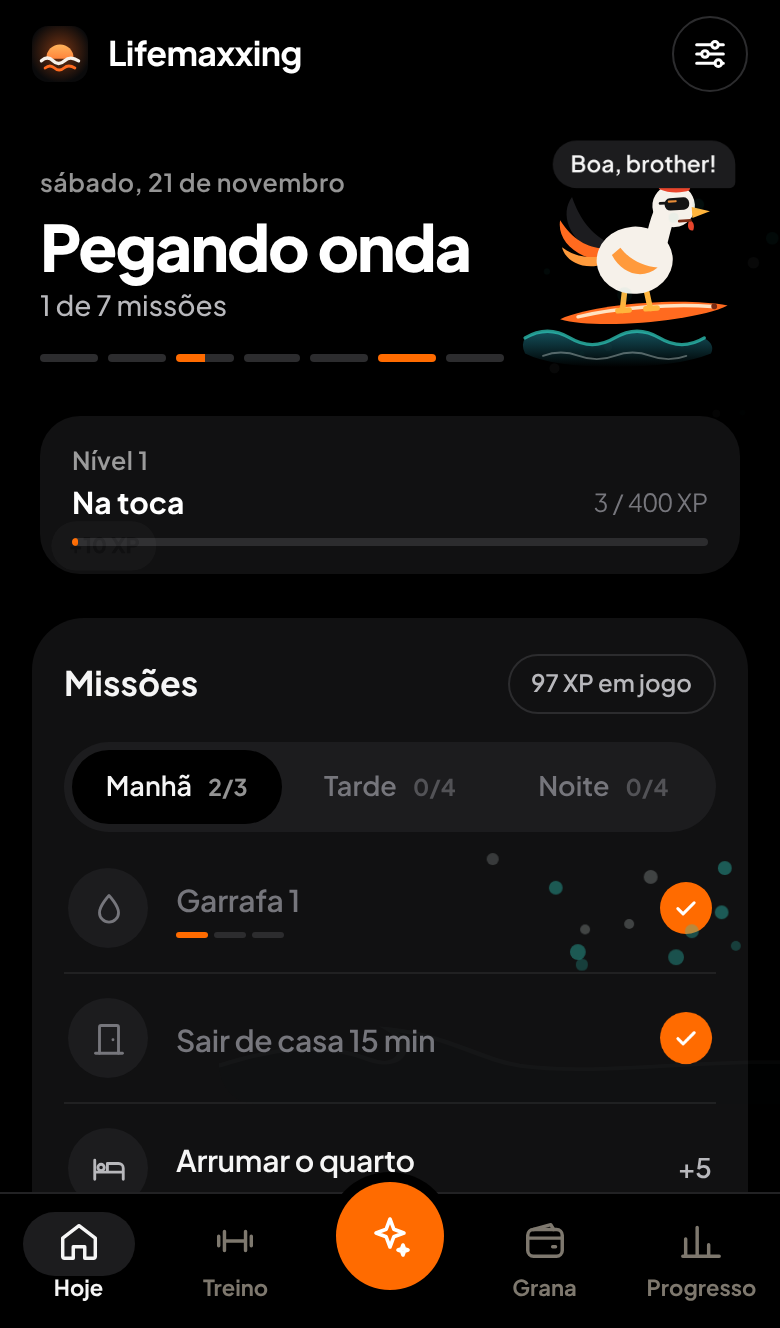 Lifemaxxing
Boa, brother!
sábado, 21 de novembro
Pegando onda
1 de 7 missões
Nível 1
Na toca
3 / 400 XP
+10 XP
Missões
97 XP em jogo
Manhã 2/3
Tarde 0/4
Noite 0/4
Garrafa 1
Sair de casa 15 min
Arrumar o quarto
+5
Hoje
Treino
Grana
Progresso